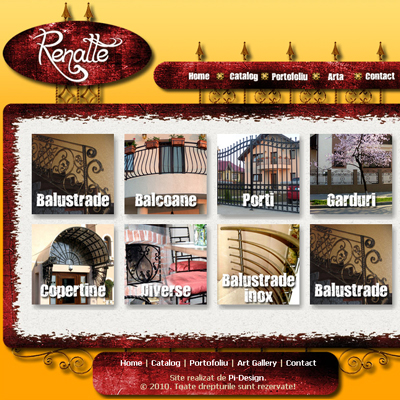 Renatte
Home Catalog Portofoliu Arta Contact
Balustrade Balcoane Porti Garduri
Copertine Diverse Balustrade inox Balustrade
Home | Catalog | Portofoliu | Art Gallery | Contact
Site realizat de Pi-Design.
© 2010. Toate drepturile sunt rezervate!